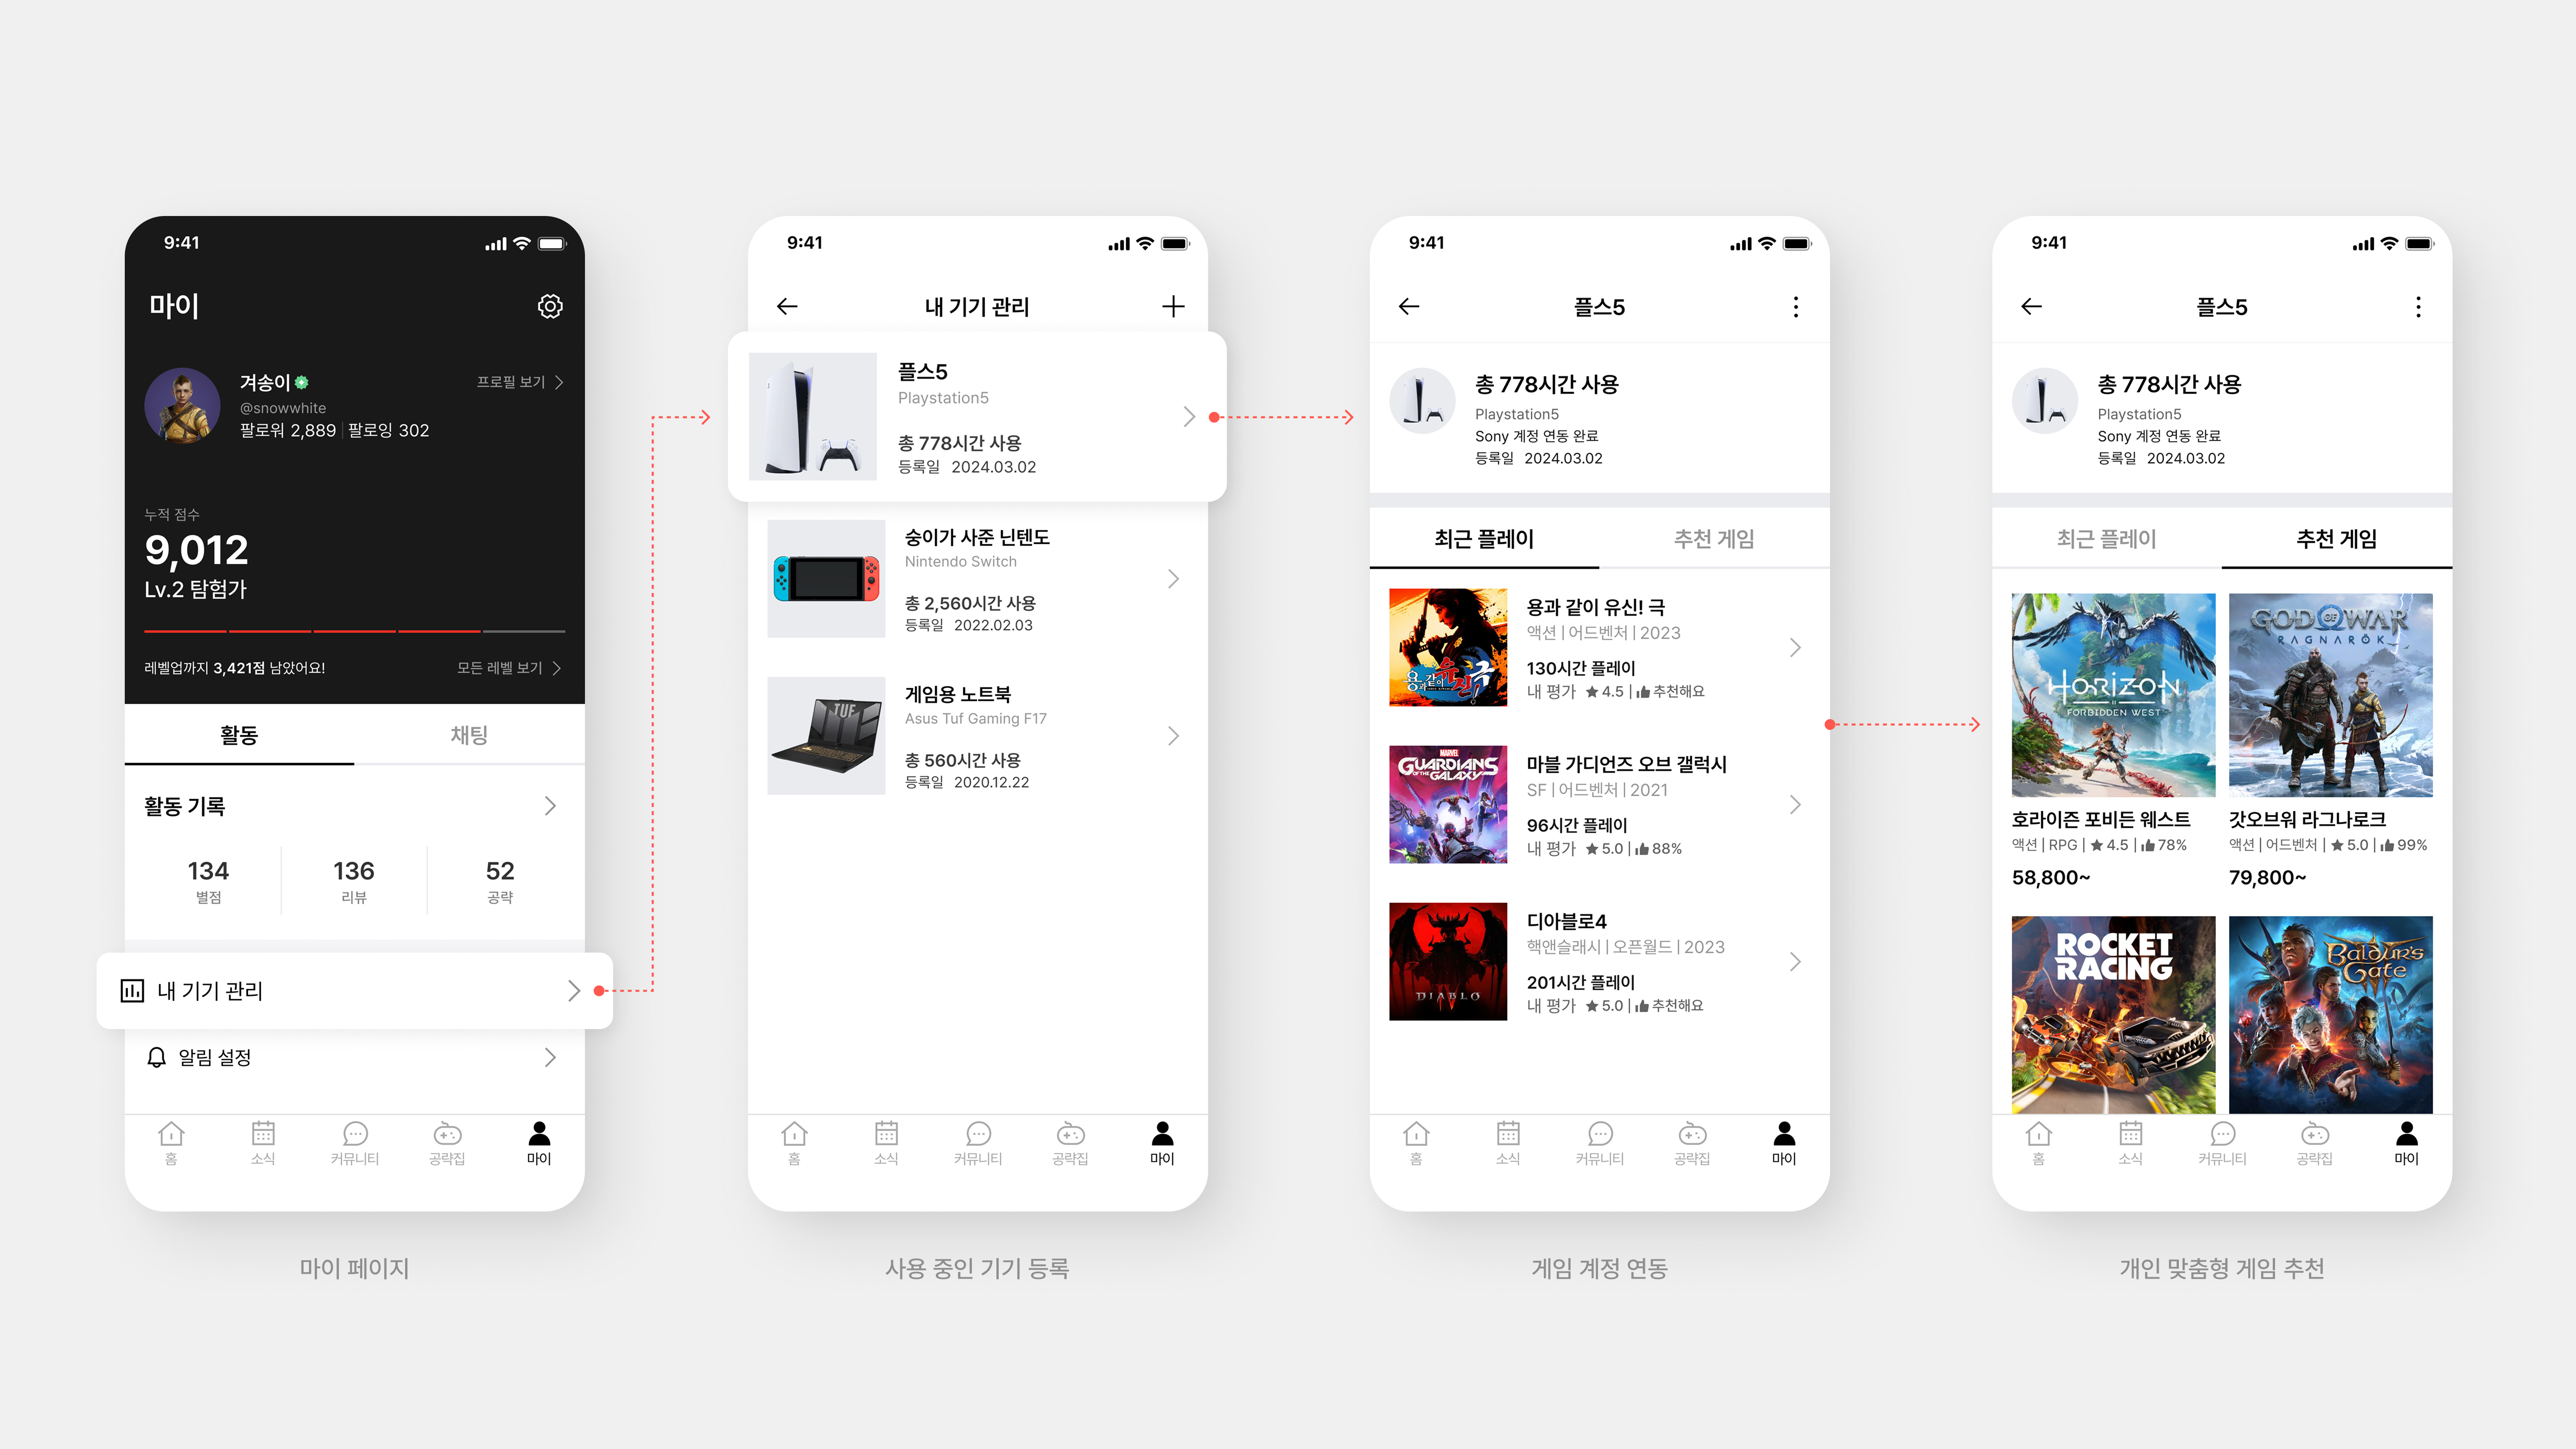 9:41
마이
겨송이
프로필 보기
@snowwhite
팔로워 2,889 | 팔로잉 302
누적 점수
9,012
Lv.2 탐험가
레벨업까지 3,421점 남았어요!
모든 레벨 보기
활동
채팅
활동 기록
134
136
52
별점
리뷰
공략
내 기기 관리
알림 설정
홈
소식
커뮤니티
공략집
마이
마이 페이지
9:41
내 기기 관리
플스5
Playstation5
총 778시간 사용
등록일 2024.03.02
숭이가 사준 닌텐도
Nintendo Switch
총 2,560시간 사용
등록일 2022.02.03
TUF
게임용 노트북
Asus Tuf Gaming F17
총 560시간 사용
등록일 2020.12.22
홈
소식
커뮤니티
공략집
마이
사용 중인 기기 등록
9:41
플스5
총 778시간 사용
Playstation5
Sony 계정 연동 완료
등록일 2024.03.02
최근 플레이
추천 게임
용과 같이 유신! 극
용과 같이 유신! 극
액션 | 어드벤처 | 2023
130시간 플레이
내 평가 4.5 | 추천해요
MARVEL
GUARDIANS
OF THE GALAXY
마블 가디언즈 오브 갤럭시
SF | 어드벤처 | 2021
96시간 플레이
내 평가 5.0 | 88%
DIABLO
IV
디아블로4
핵앤슬래시 | 오픈월드 | 2023
201시간 플레이
내 평가 5.0 | 추천해요
홈
소식
커뮤니티
공략집
마이
게임 계정 연동
9:41
플스5
총 778시간 사용
Playstation5
Sony 계정 연동 완료
등록일 2024.03.02
최근 플레이
추천 게임
HORIZON
II
FORBIDDEN WEST
GOD OF WAR
RAGNARÖK
호라이즌 포비든 웨스트
액션 | RPG | 4.5 | 78%
58,800~
갓오브워 라그나로크
액션 | 어드벤처 | 5.0 | 99%
79,800~
ROCKET
RACING
BALDUR'S
GATE
홈
소식
커뮤니티
공략집
마이
개인 맞춤형 게임 추천